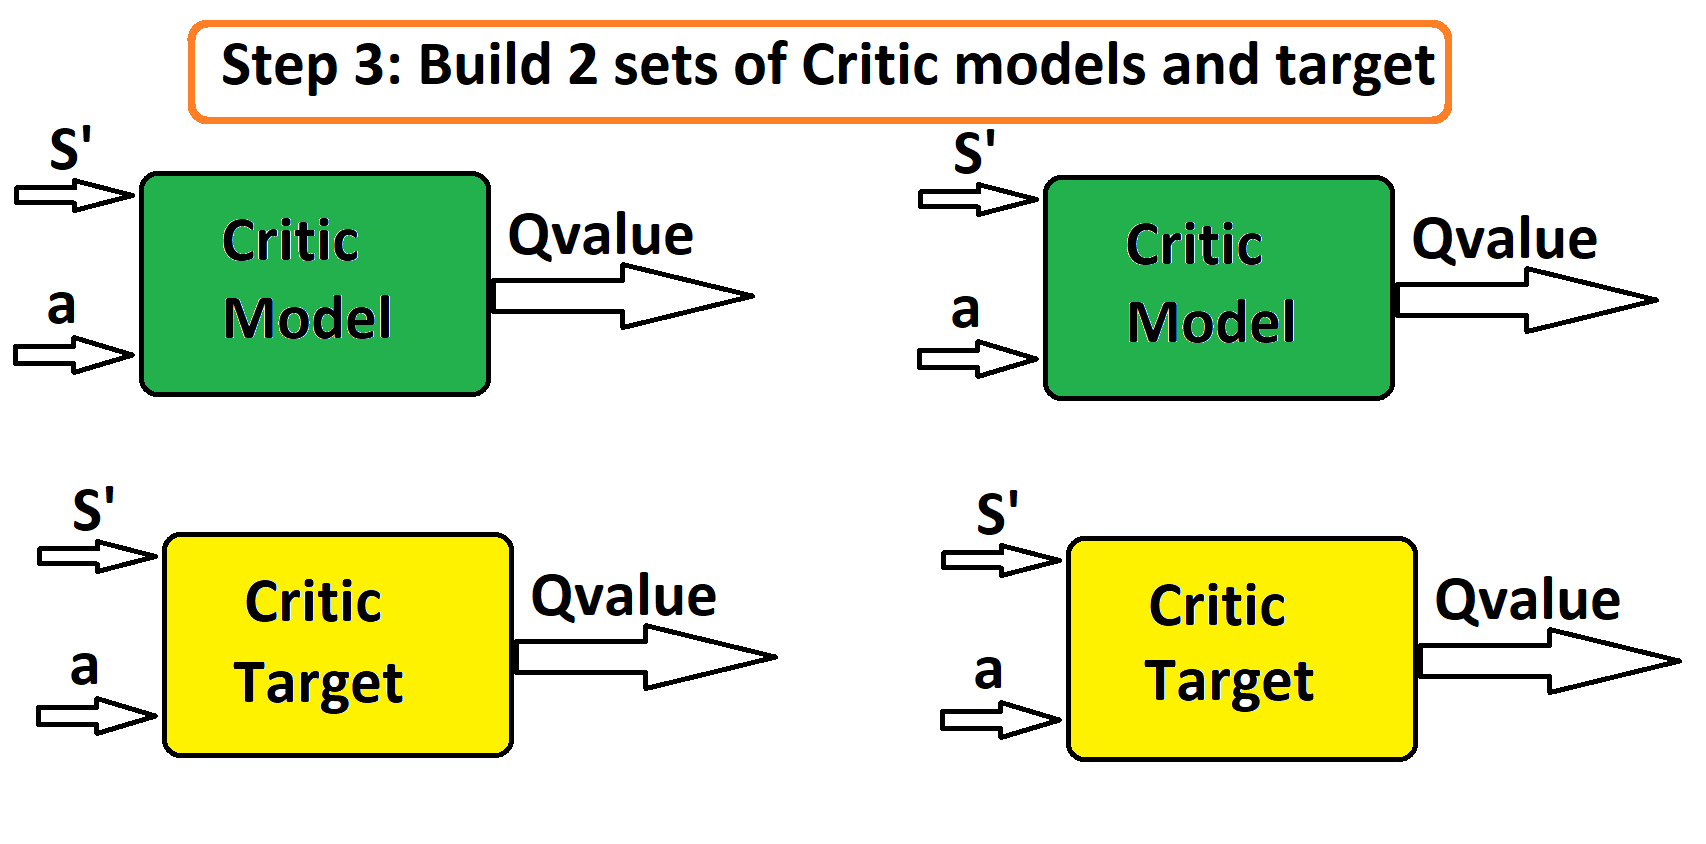 Step 3: Build 2 sets of Critic models and target
S'
a
Critic
Model
Qvalue
S'
a
Critic
Model
Qvalue
S'
a
Critic
Target
Qvalue
S'
a
Critic
Target
Qvalue